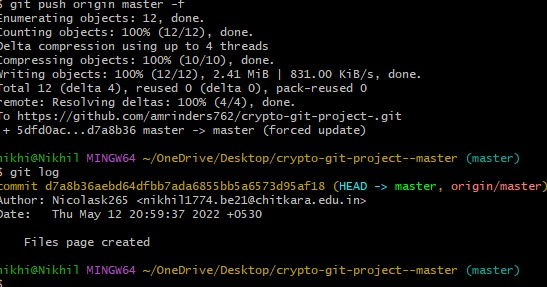 $ git push origin master -f
Enumerating objects: 12, done.
Counting objects: 100% (12/12), done.
Delta compression using up to 4 threads
Compressing objects: 100% (10/10), done.
Writing objects: 100% (12/12), 2.41 MiB | 831.00 KiB/s, done.
Total 12 (delta 4), reused 0 (delta 0), pack-reused 0
remote: Resolving deltas: 100% (4/4), done.
To https://github.com/amrinders762/crypto-git-project-.git
+ 5dfd0ac...d7a8b36 master -> master (forced update)
nikhi@Nikhil MINGW64 ~/OneDrive/Desktop/crypto-git-project--master (master)
$ git log
commit d7a8b36aebd64dfbb7ada6855bb5a6573d95af18 (HEAD -> master, origin/master)
Author: Nicolask265 <nikhil1774.be21@chitkara.edu.in>
Date: Thu May 12 20:59:37 2022 +0530
Files page created
nikhi@Nikhil MINGW64 ~/OneDrive/Desktop/crypto-git-project--master (master)
$